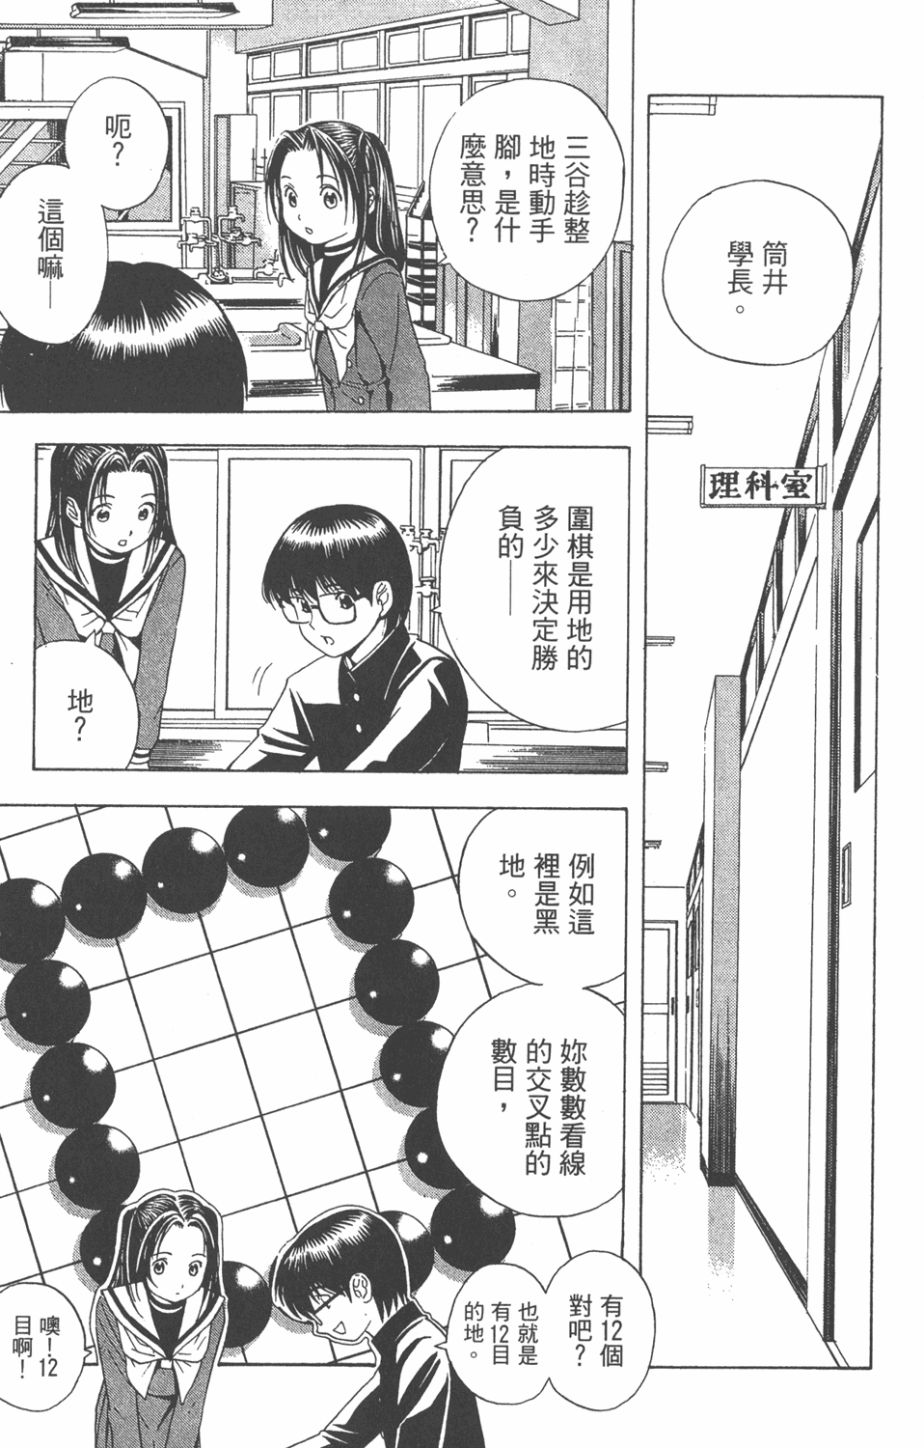 筒井
學長。
理科室
三谷趁整
地時動手
腳，是什
麼意思？
呃？
這個嘛──
圍棋是用地的
多少來決定勝
負的──
地？
例如這
裡是黑
地。
妳數數看線
的交叉點的
數目，
有12個
對吧？
也就是
有12目
的地。
噢！12
目啊！